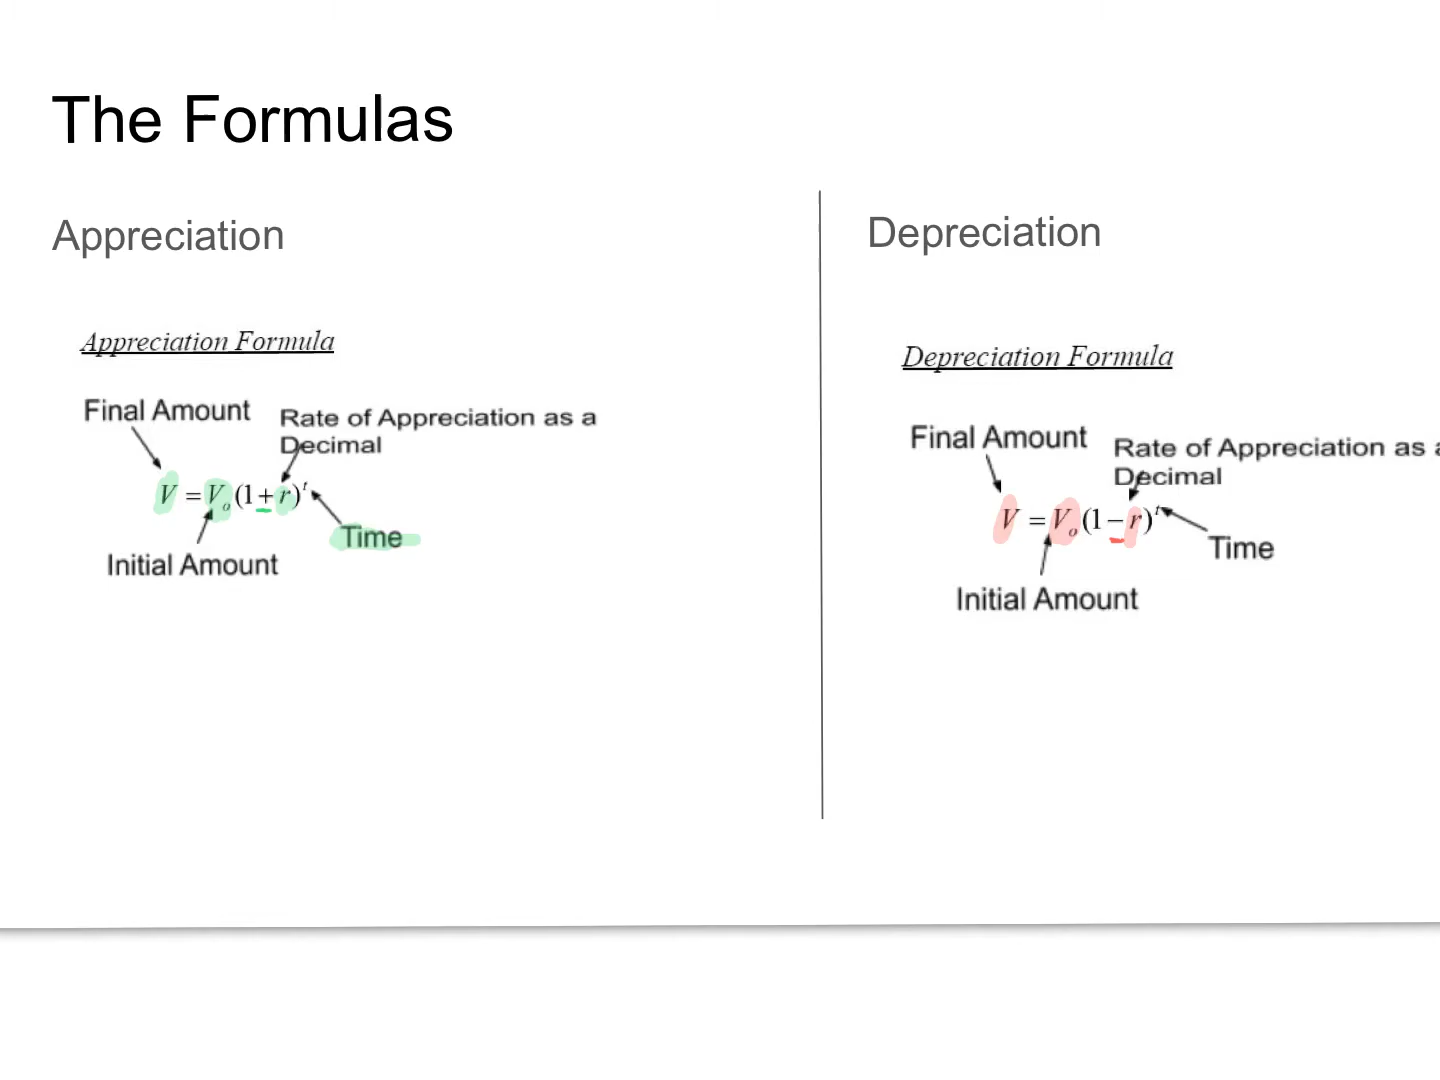 The Formulas
Appreciation
Appreciation Formula
Final Amount
Rate of Appreciation as a
Decimal
V = Vₒ(1 + r)ᵗ
Time
Initial Amount
Depreciation
Depreciation Formula
Final Amount
Rate of Appreciation as
Decimal
V = Vₒ(1 − r)ᵗ
Time
Initial Amount